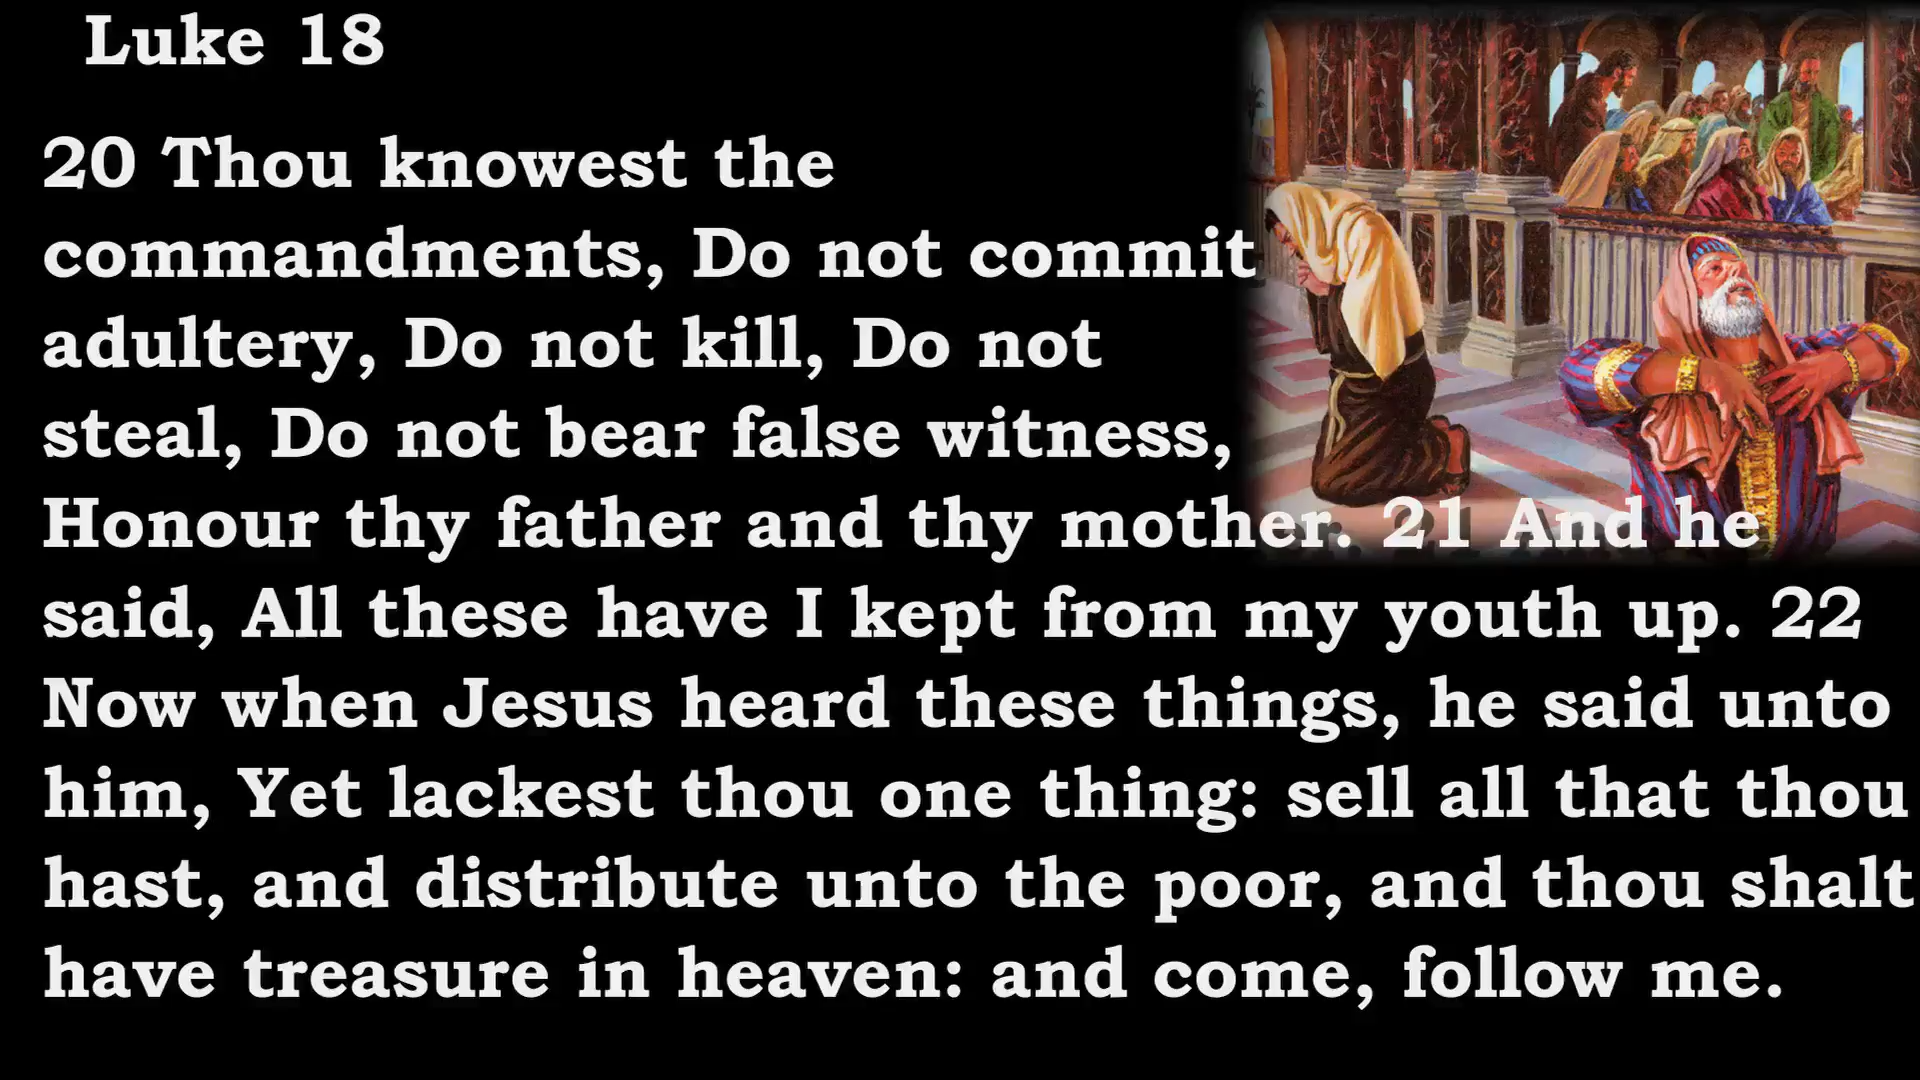 Luke 18
20 Thou knowest the
commandments, Do not commit
adultery, Do not kill, Do not
steal, Do not bear false witness,
Honour thy father and thy mother. 21 And he
said, All these have I kept from my youth up. 22
Now when Jesus heard these things, he said unto
him, Yet lackest thou one thing: sell all that thou
hast, and distribute unto the poor, and thou shalt
have treasure in heaven: and come, follow me.